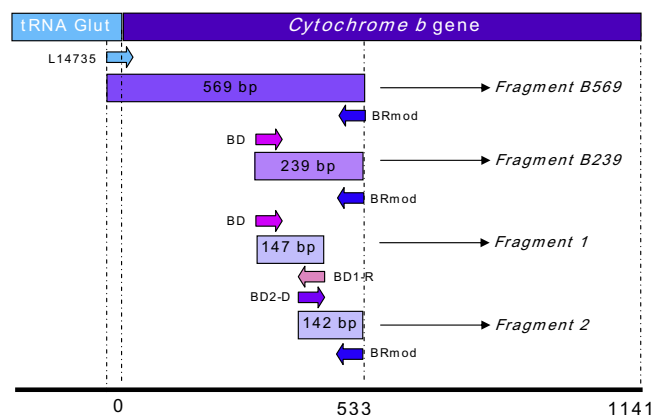 tRNA Glut Cytochrome b gene
L14735
569 bp Fragment B569
BRmod
BD
239 bp Fragment B239
BRmod
BD
147 bp Fragment 1
BD1-R
BD2-D
142 bp Fragment 2
BRmod
0 533 1141